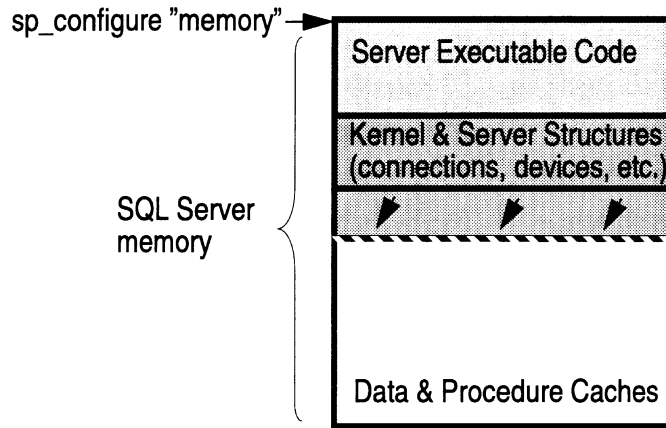 sp_configure ”memory”
Server Executable Code
Kernel & Server Structures
(connections, devices, etc.)
SQL Server
memory
Data & Procedure Caches